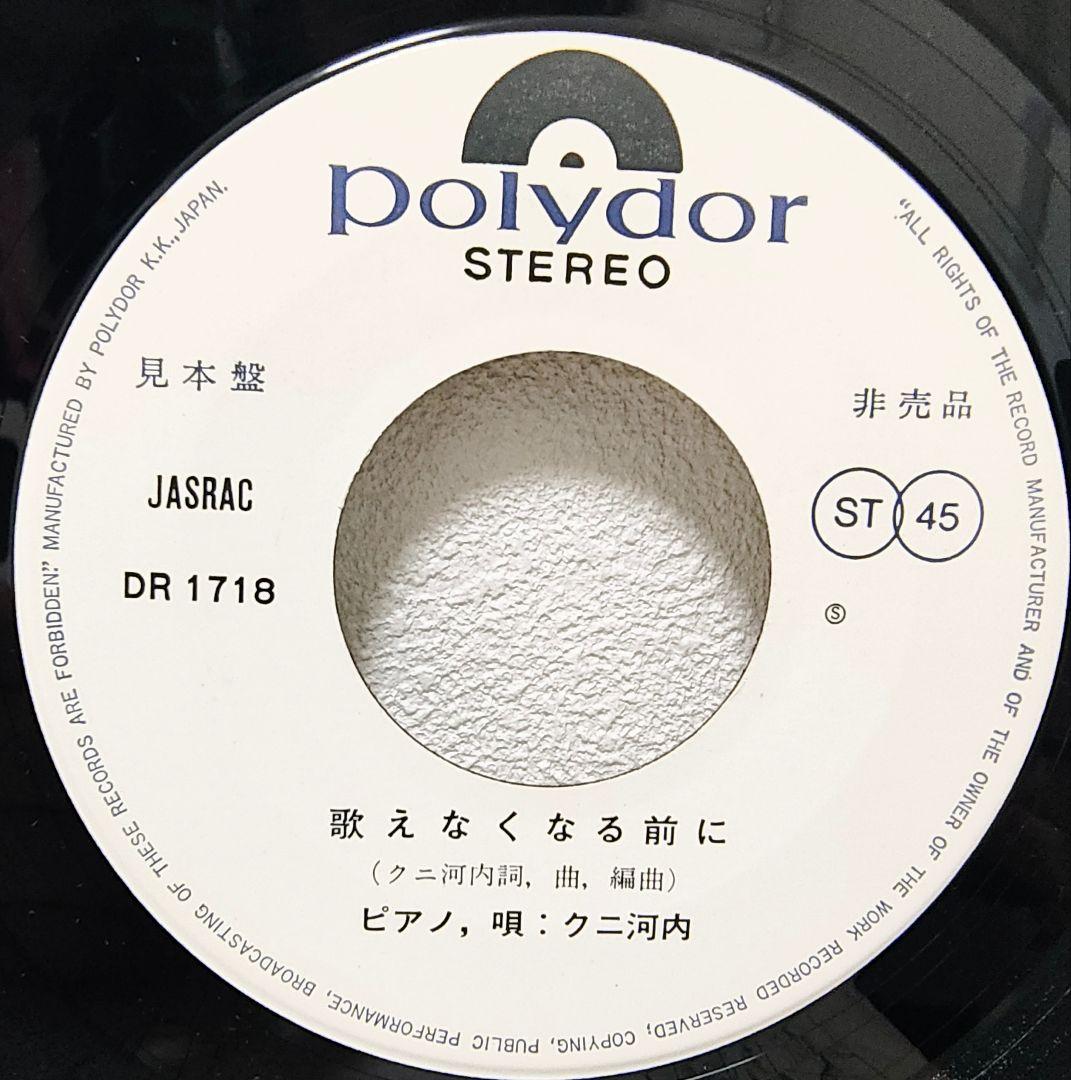 polydor
STEREO
見本盤
非売品
JASRAC
ST 45
DR 1718
Ⓢ
歌えなくなる前に
(クニ河内詞, 曲, 編曲)
ピアノ, 唄:クニ河内
“ALL RIGHTS OF THE RECORD MANUFACTURER AND OF THE OWNER OF THE WORK RECORDED RESERVED; COPYING, PUBLIC PERFORMANCE, BROADCASTING OF THESE RECORDS ARE FORBIDDEN.” MANUFACTURED BY POLYDOR K.K., JAPAN.